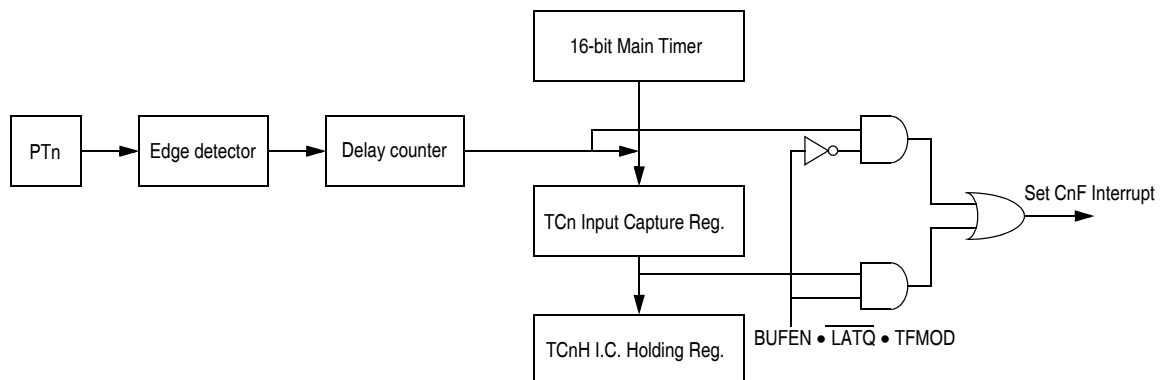 16-bit Main Timer
PTn
Edge detector
Delay counter
TCn Input Capture Reg.
Set CnF Interrupt
TCnH I.C. Holding Reg.
BUFEN • L̅A̅T̅Q̅ • TFMOD